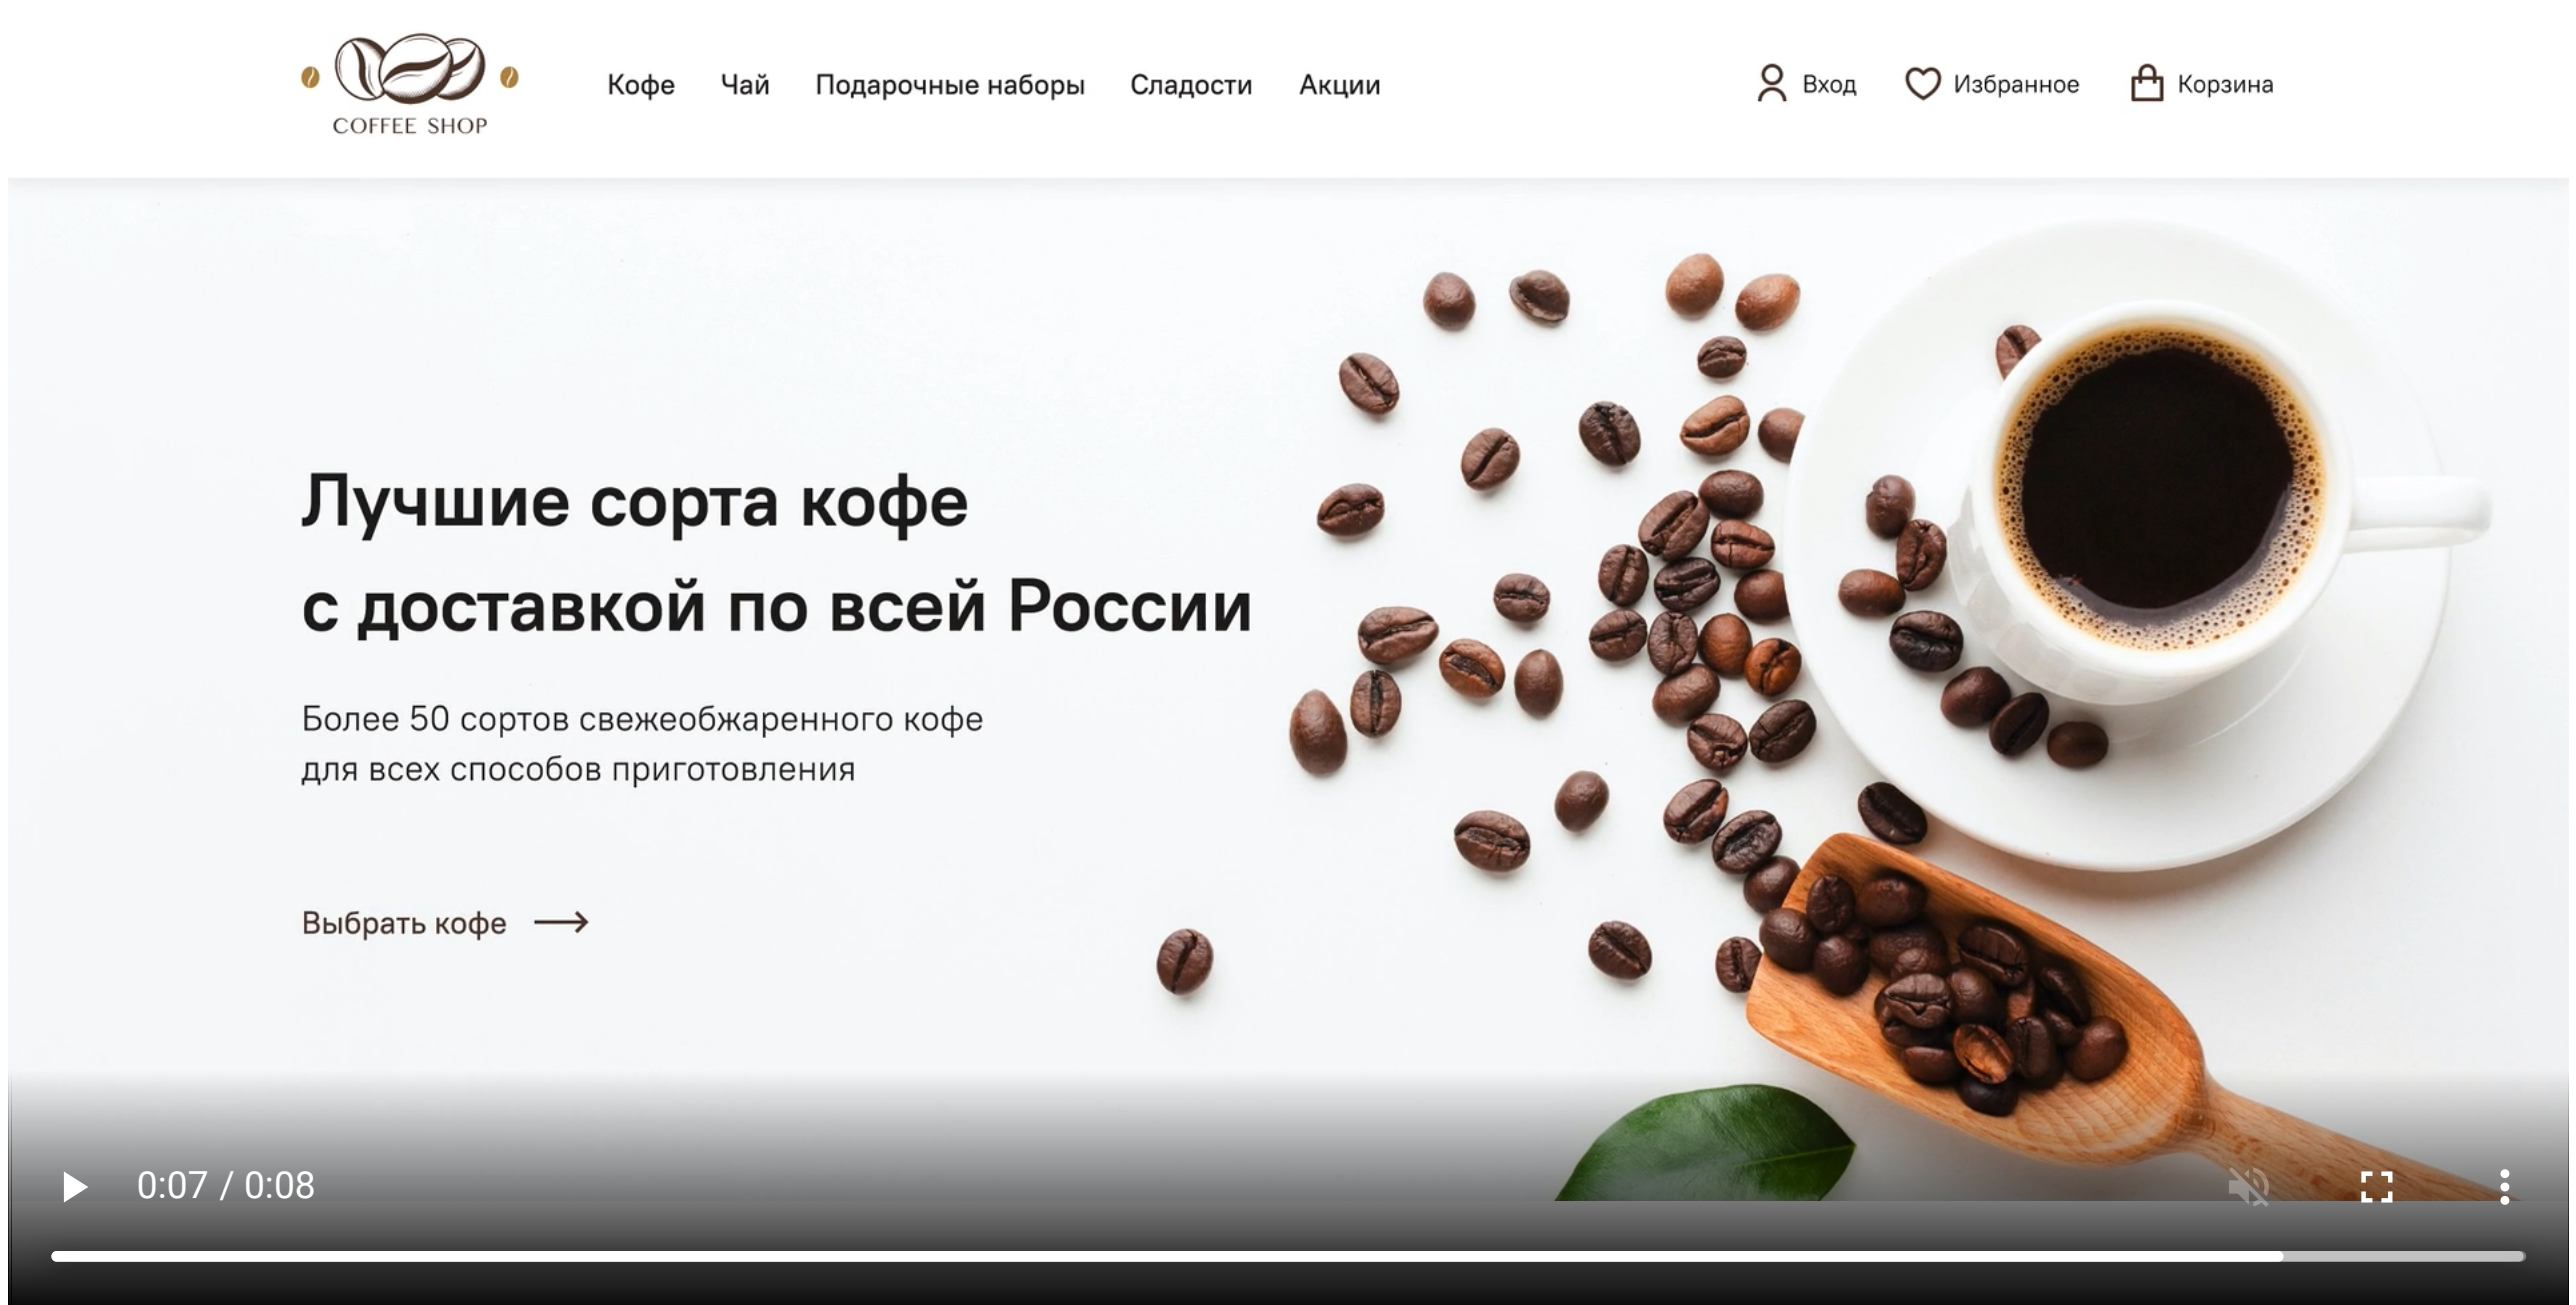 COFFEE SHOP
Кофе Чай Подарочные наборы Сладости Акции Вход Избранное Корзина
Лучшие сорта кофе
с доставкой по всей России
Более 50 сортов свежеобжаренного кофе
для всех способов приготовления
Выбрать кофе
0:07 / 0:08